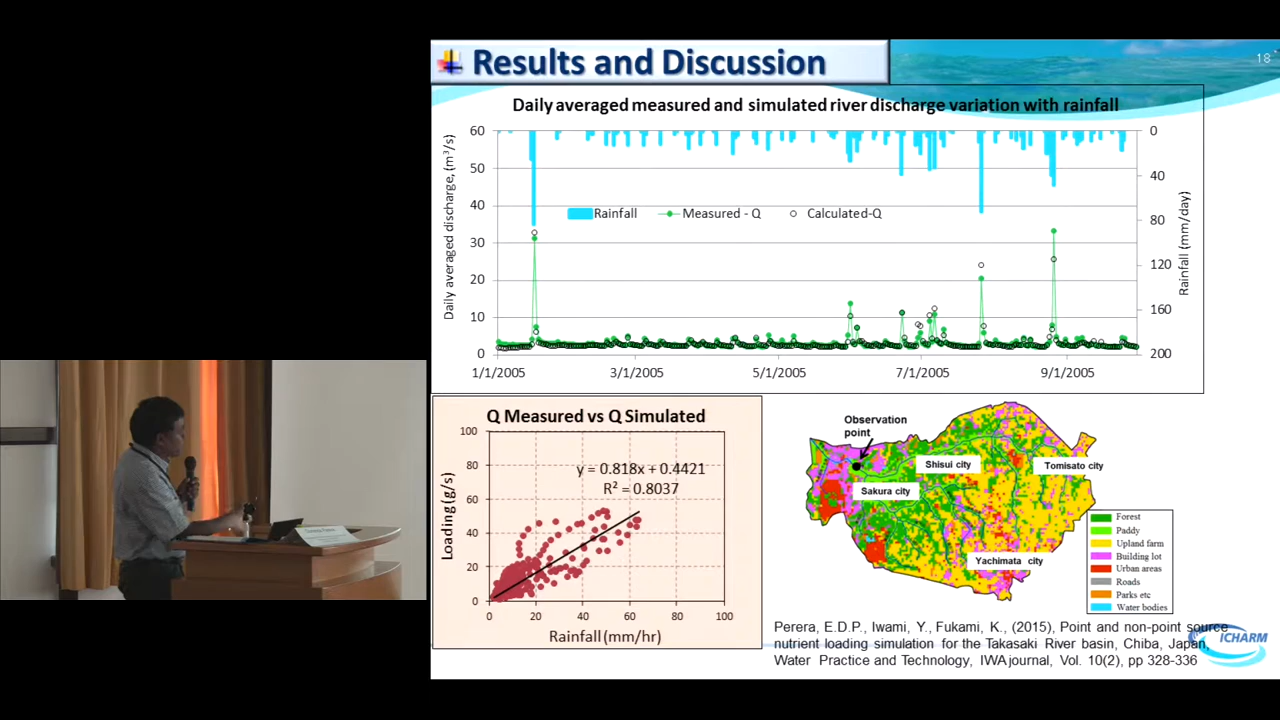 Results and Discussion
18
Daily averaged measured and simulated river discharge variation with rainfall
Daily averaged discharge, (m³/s)
60
50
40
30
20
10
0
0
40
80
120
160
200
Rainfall (mm/day)
Rainfall
Measured - Q
Calculated-Q
1/1/2005
3/1/2005
5/1/2005
7/1/2005
9/1/2005
Q Measured vs Q Simulated
Loading (g/s)
100
80
60
40
20
0
y = 0.818x + 0.4421
R² = 0.8037
0
20
40
60
80
100
Rainfall (mm/hr)
Observation
point
Shisui city
Tomisato city
Sakura city
Yachimata city
Forest
Paddy
Upland farm
Building lot
Urban areas
Roads
Parks etc
Water bodies
Perera, E.D.P., Iwami, Y., Fukami, K., (2015), Point and non-point source
nutrient loading simulation for the Takasaki River basin, Chiba, Japan,
Water Practice and Technology, IWA journal, Vol. 10(2), pp 328-336
ICHARM